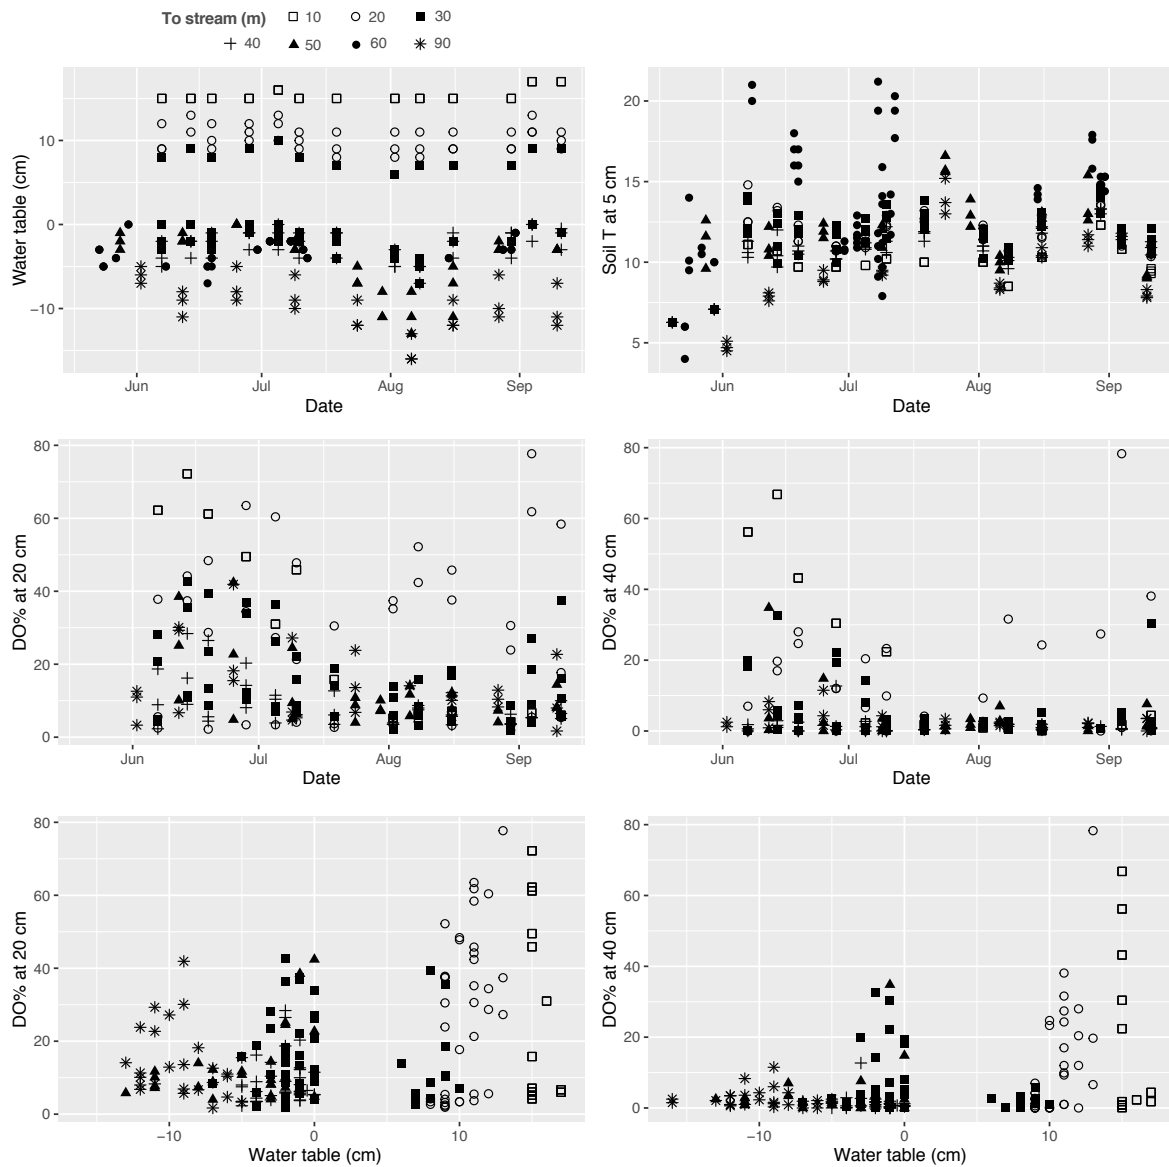 To stream (m) 10 20 30
40 50 60 90
Water table (cm)
10
0
−10
Jun Jul Aug Sep
Date
Soil T at 5 cm
20
15
10
5
Jun Jul Aug Sep
Date
DO% at 20 cm
80
60
40
20
0
Jun Jul Aug Sep
Date
DO% at 40 cm
80
60
40
20
0
Jun Jul Aug Sep
Date
DO% at 20 cm
80
60
40
20
0
−10 0 10
Water table (cm)
DO% at 40 cm
80
60
40
20
0
−10 0 10
Water table (cm)